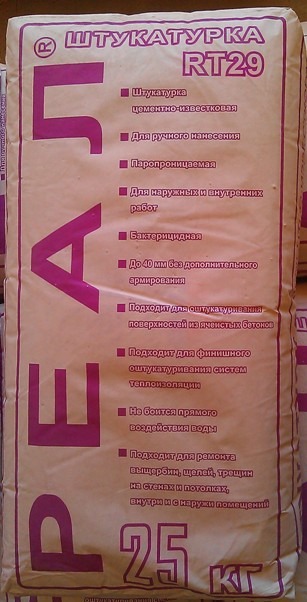 РЕАЛ®
ШТУКАТУРКА
RT29
Штукатурка
цементно-известковая
Для ручного нанесения
Паропроницаемая
Для наружных и внутренних
работ
Бактерицидная
До 40 мм без дополнительного
армирования
Подходит для оштукатуривания
поверхностей из ячеистых бетонов
Подходит для финишного
оштукатуривания систем
теплоизоляции
Не боится прямого
воздействия воды
Подходит для ремонта
выщербин, щелей, трещин
на стенах и потолках,
внутри и с наружи помещений
25 КГ